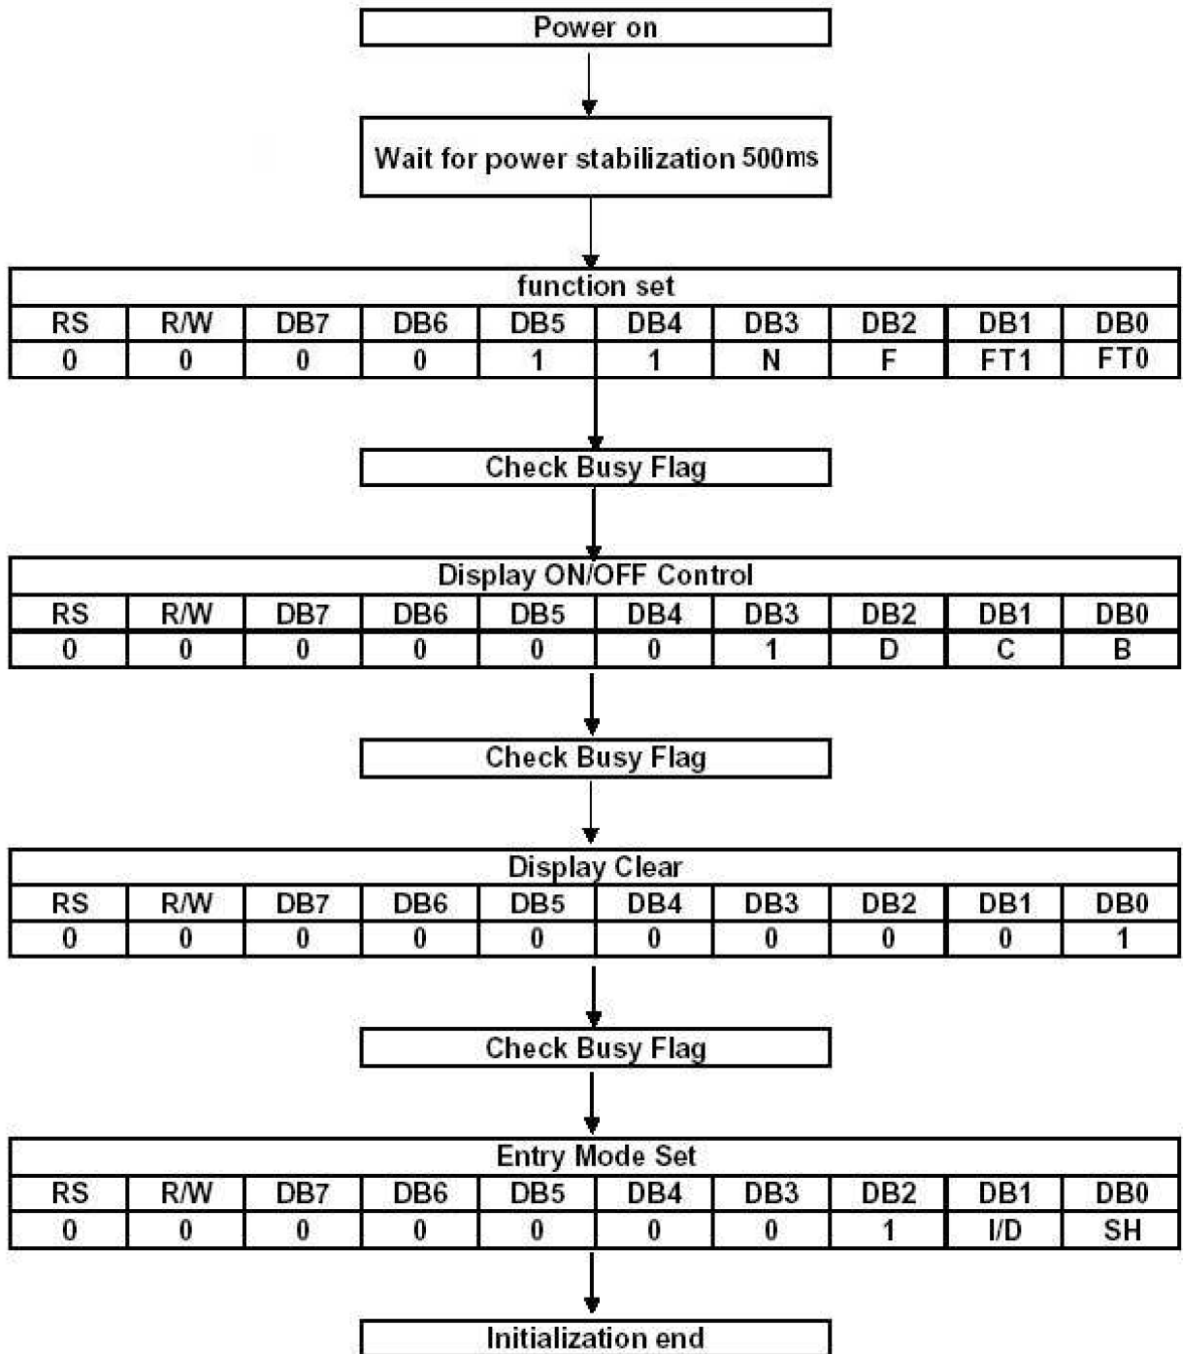 Power on
Wait for power stabilization 500ms
function set
RS R/W DB7 DB6 DB5 DB4 DB3 DB2 DB1 DB0
0 0 0 0 1 1 N F FT1 FT0
Check Busy Flag
Display ON/OFF Control
RS R/W DB7 DB6 DB5 DB4 DB3 DB2 DB1 DB0
0 0 0 0 0 0 1 D C B
Check Busy Flag
Display Clear
RS R/W DB7 DB6 DB5 DB4 DB3 DB2 DB1 DB0
0 0 0 0 0 0 0 0 0 1
Check Busy Flag
Entry Mode Set
RS R/W DB7 DB6 DB5 DB4 DB3 DB2 DB1 DB0
0 0 0 0 0 0 0 1 I/D SH
Initialization end